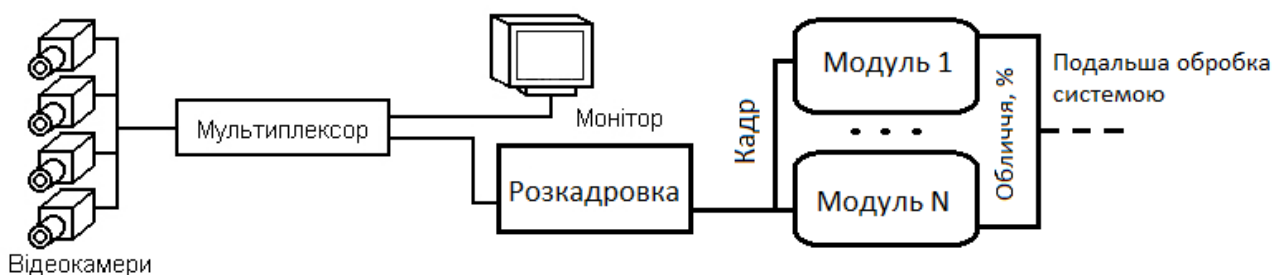 Відеокамери
Мультиплексор
Монітор
Розкадровка
Кадр
Модуль 1
• • •
Модуль N
Обличчя, %
Подальша обробка
системою